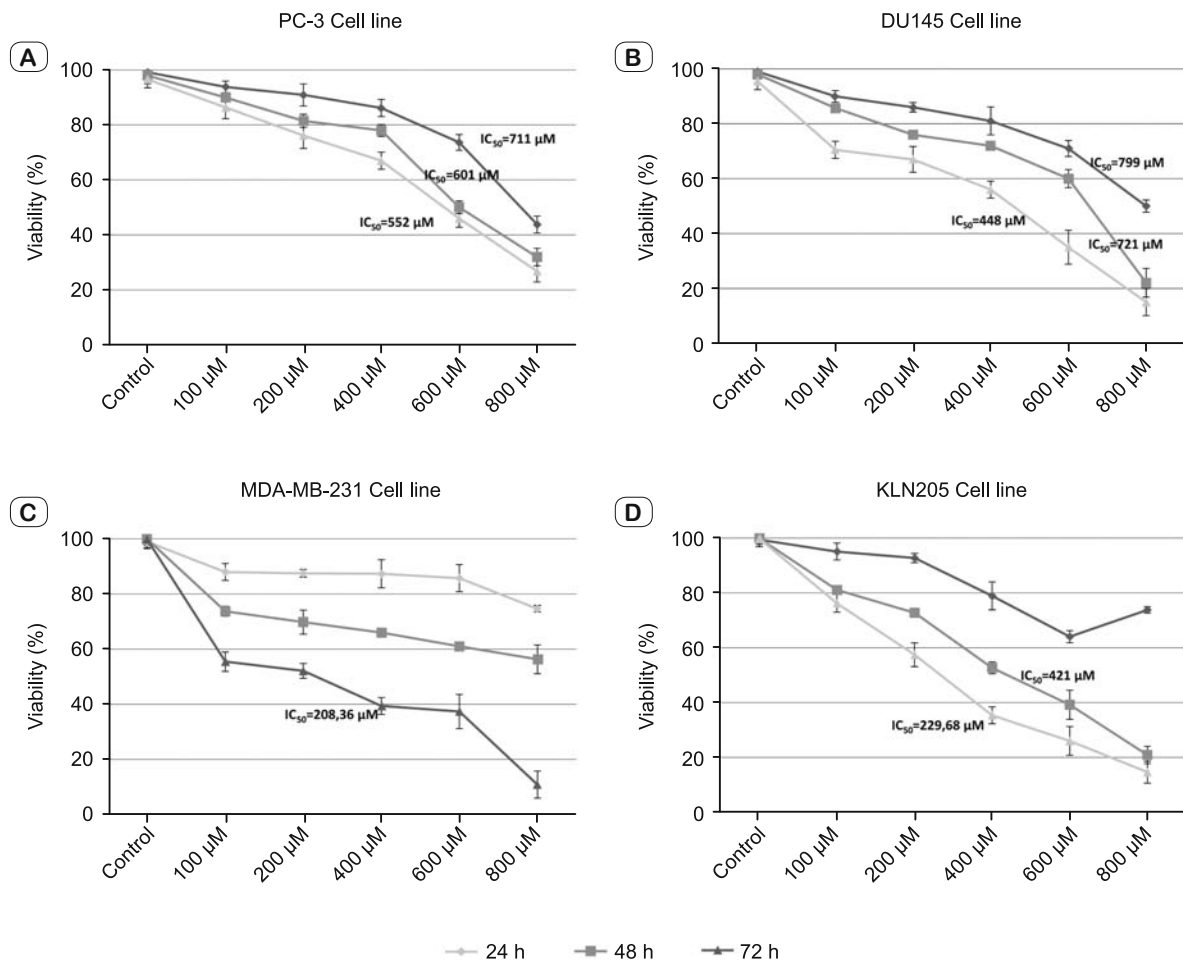 PC-3 Cell line
A
Viability (%)
100
80
60
40
20
0
IC₅₀=711 µM
IC₅₀=601 µM
IC₅₀=552 µM
Control
100 µM
200 µM
400 µM
600 µM
800 µM
DU145 Cell line
B
Viability (%)
100
80
60
40
20
0
IC₅₀=799 µM
IC₅₀=448 µM
IC₅₀=721 µM
Control
100 µM
200 µM
400 µM
600 µM
800 µM
MDA-MB-231 Cell line
C
Viability (%)
100
80
60
40
20
0
IC₅₀=208,36 µM
Control
100 µM
200 µM
400 µM
600 µM
800 µM
KLN205 Cell line
D
Viability (%)
100
80
60
40
20
0
IC₅₀=421 µM
IC₅₀=229,68 µM
Control
100 µM
200 µM
400 µM
600 µM
800 µM
24 h
48 h
72 h